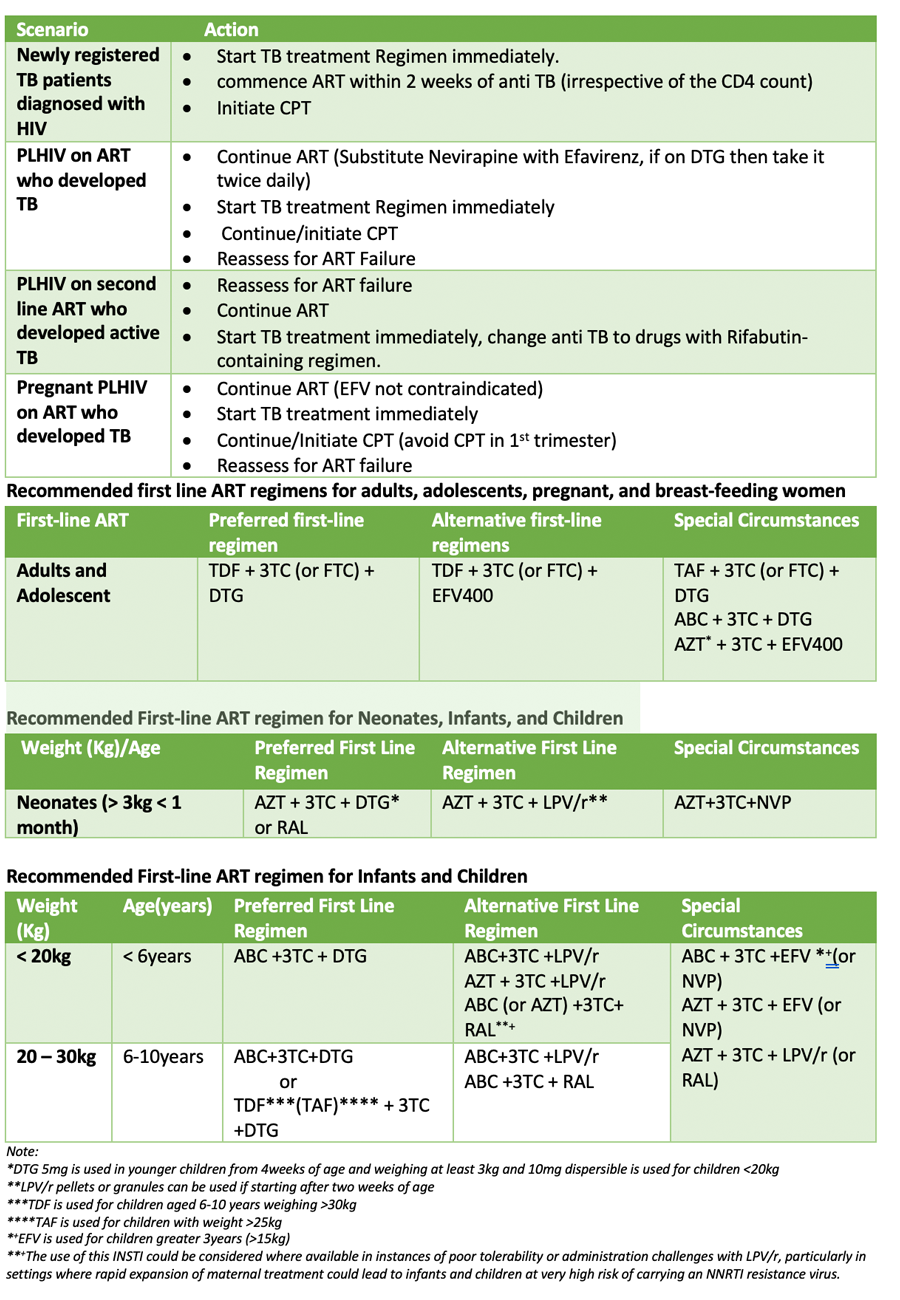 Scenario Action
Newly registered TB patients diagnosed with HIV
• Start TB treatment Regimen immediately.
• commence ART within 2 weeks of anti TB (irrespective of the CD4 count)
• Initiate CPT
PLHIV on ART who developed TB
• Continue ART (Substitute Nevirapine with Efavirenz, if on DTG then take it
twice daily)
• Start TB treatment Regimen immediately
• Continue/initiate CPT
• Reassess for ART Failure
PLHIV on second line ART who developed active TB
• Reassess for ART failure
• Continue ART
• Start TB treatment immediately, change anti TB to drugs with Rifabutin-
containing regimen.
Pregnant PLHIV on ART who developed TB
• Continue ART (EFV not contraindicated)
• Start TB treatment immediately
• Continue/Initiate CPT (avoid CPT in 1st trimester)
• Reassess for ART failure
Recommended first line ART regimens for adults, adolescents, pregnant, and breast-feeding women
First-line ART
Preferred first-line
regimen
Alternative first-line
regimens
Special Circumstances
Adults and
Adolescent
TDF + 3TC (or FTC) +
DTG
TDF + 3TC (or FTC) +
EFV400
TAF + 3TC (or FTC) +
DTG
ABC + 3TC + DTG
AZT* + 3TC + EFV400
Recommended First-line ART regimen for Neonates, Infants, and Children
Weight (Kg)/Age
Preferred First Line
Regimen
Alternative First Line
Regimen
Special Circumstances
Neonates (> 3kg < 1
month)
AZT + 3TC + DTG*
or RAL
AZT + 3TC + LPV/r**
AZT+3TC+NVP
Recommended First-line ART regimen for Infants and Children
Weight
(Kg)
Age(years)
Preferred First Line
Regimen
Alternative First Line
Regimen
Special
Circumstances
< 20kg
< 6years
ABC +3TC + DTG
ABC+3TC +LPV/r
AZT + 3TC +LPV/r
ABC (or AZT) +3TC+
RAL**⁺
ABC + 3TC +EFV *⁺(or
NVP)
AZT + 3TC + EFV (or
NVP)
AZT + 3TC + LPV/r (or
RAL)
20 – 30kg
6-10years
ABC+3TC+DTG
or
TDF***(TAF)**** + 3TC
+DTG
ABC+3TC +LPV/r
ABC +3TC + RAL
Note:
*DTG 5mg is used in younger children from 4weeks of age and weighing at least 3kg and 10mg dispersible is used for children <20kg
**LPV/r pellets or granules can be used if starting after two weeks of age
***TDF is used for children aged 6-10 years weighing >30kg
****TAF is used for children with weight >25kg
*⁺EFV is used for children greater 3years (>15kg)
**⁺The use of this INSTI could be considered where available in instances of poor tolerability or administration challenges with LPV/r, particularly in
settings where rapid expansion of maternal treatment could lead to infants and children at very high risk of carrying an NNRTI resistance virus.